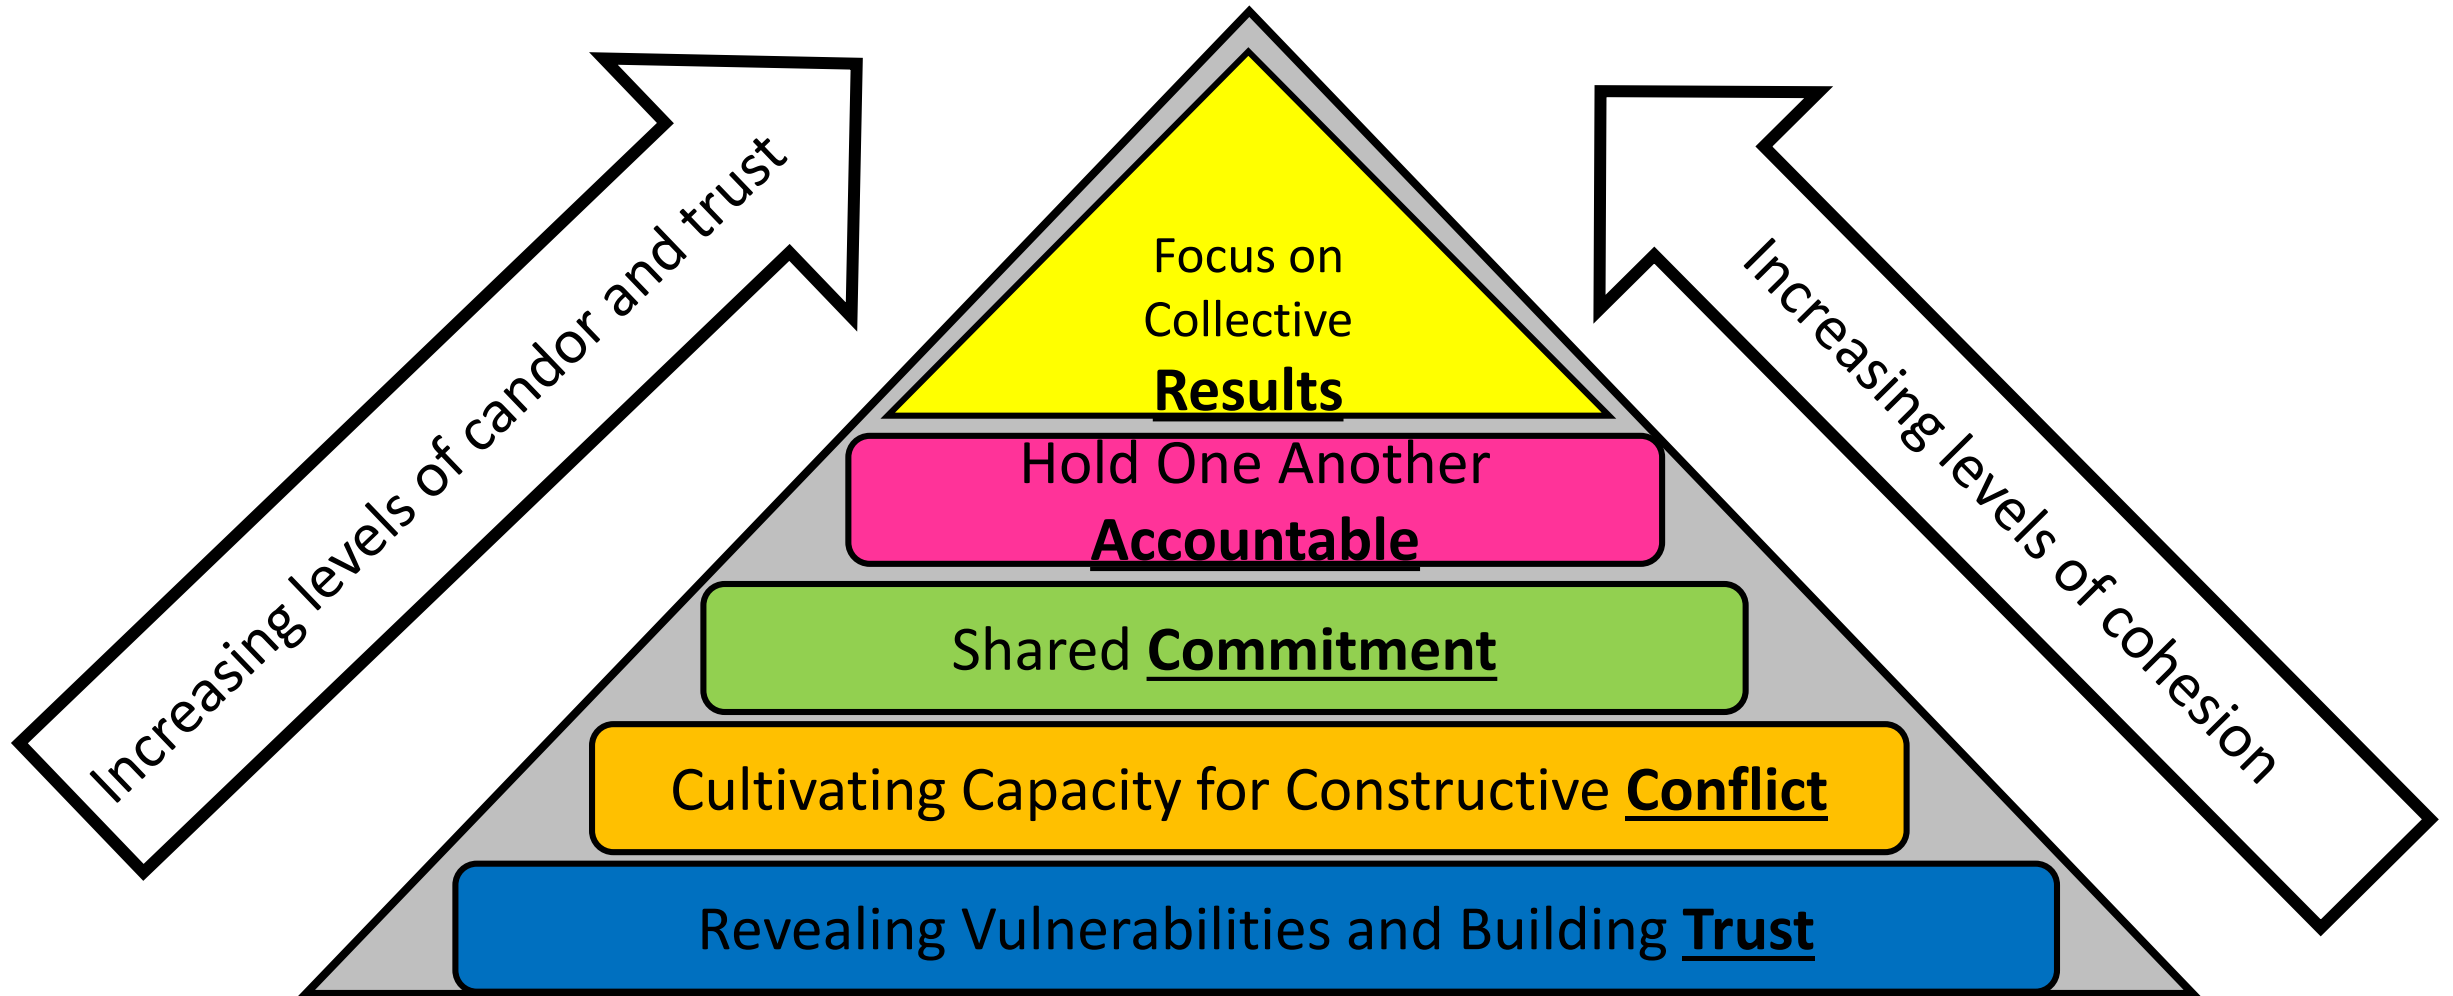 Increasing levels of candor and trust
Focus on
Collective
Results
Hold One Another
Accountable
Shared Commitment
Cultivating Capacity for Constructive Conflict
Revealing Vulnerabilities and Building Trust
Increasing levels of cohesion